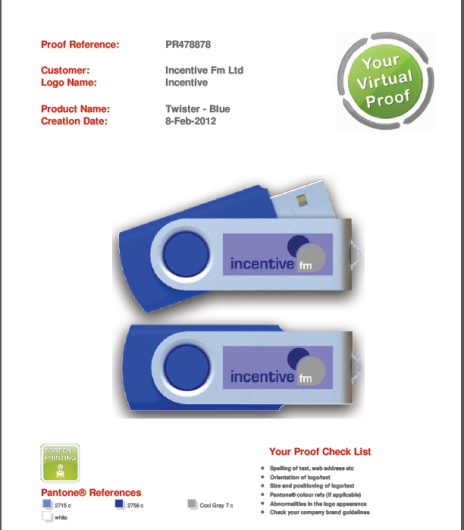 Proof Reference: PR478878
Customer: Incentive Fm Ltd
Logo Name: Incentive
Product Name: Twister - Blue
Creation Date: 8-Feb-2012
Your
Virtual
Proof
incentive fm
incentive fm
SCREEN
PRINTING
Pantone® References
2715 c
2756 c
Cool Gray 7 c
white
Your Proof Check List
Spelling of text, web address etc
Orientation of logo/text
Size and positioning of logo/text
Pantone® colour refs (if applicable)
Abnormalities in the logo appearance
Check your company brand guidelines